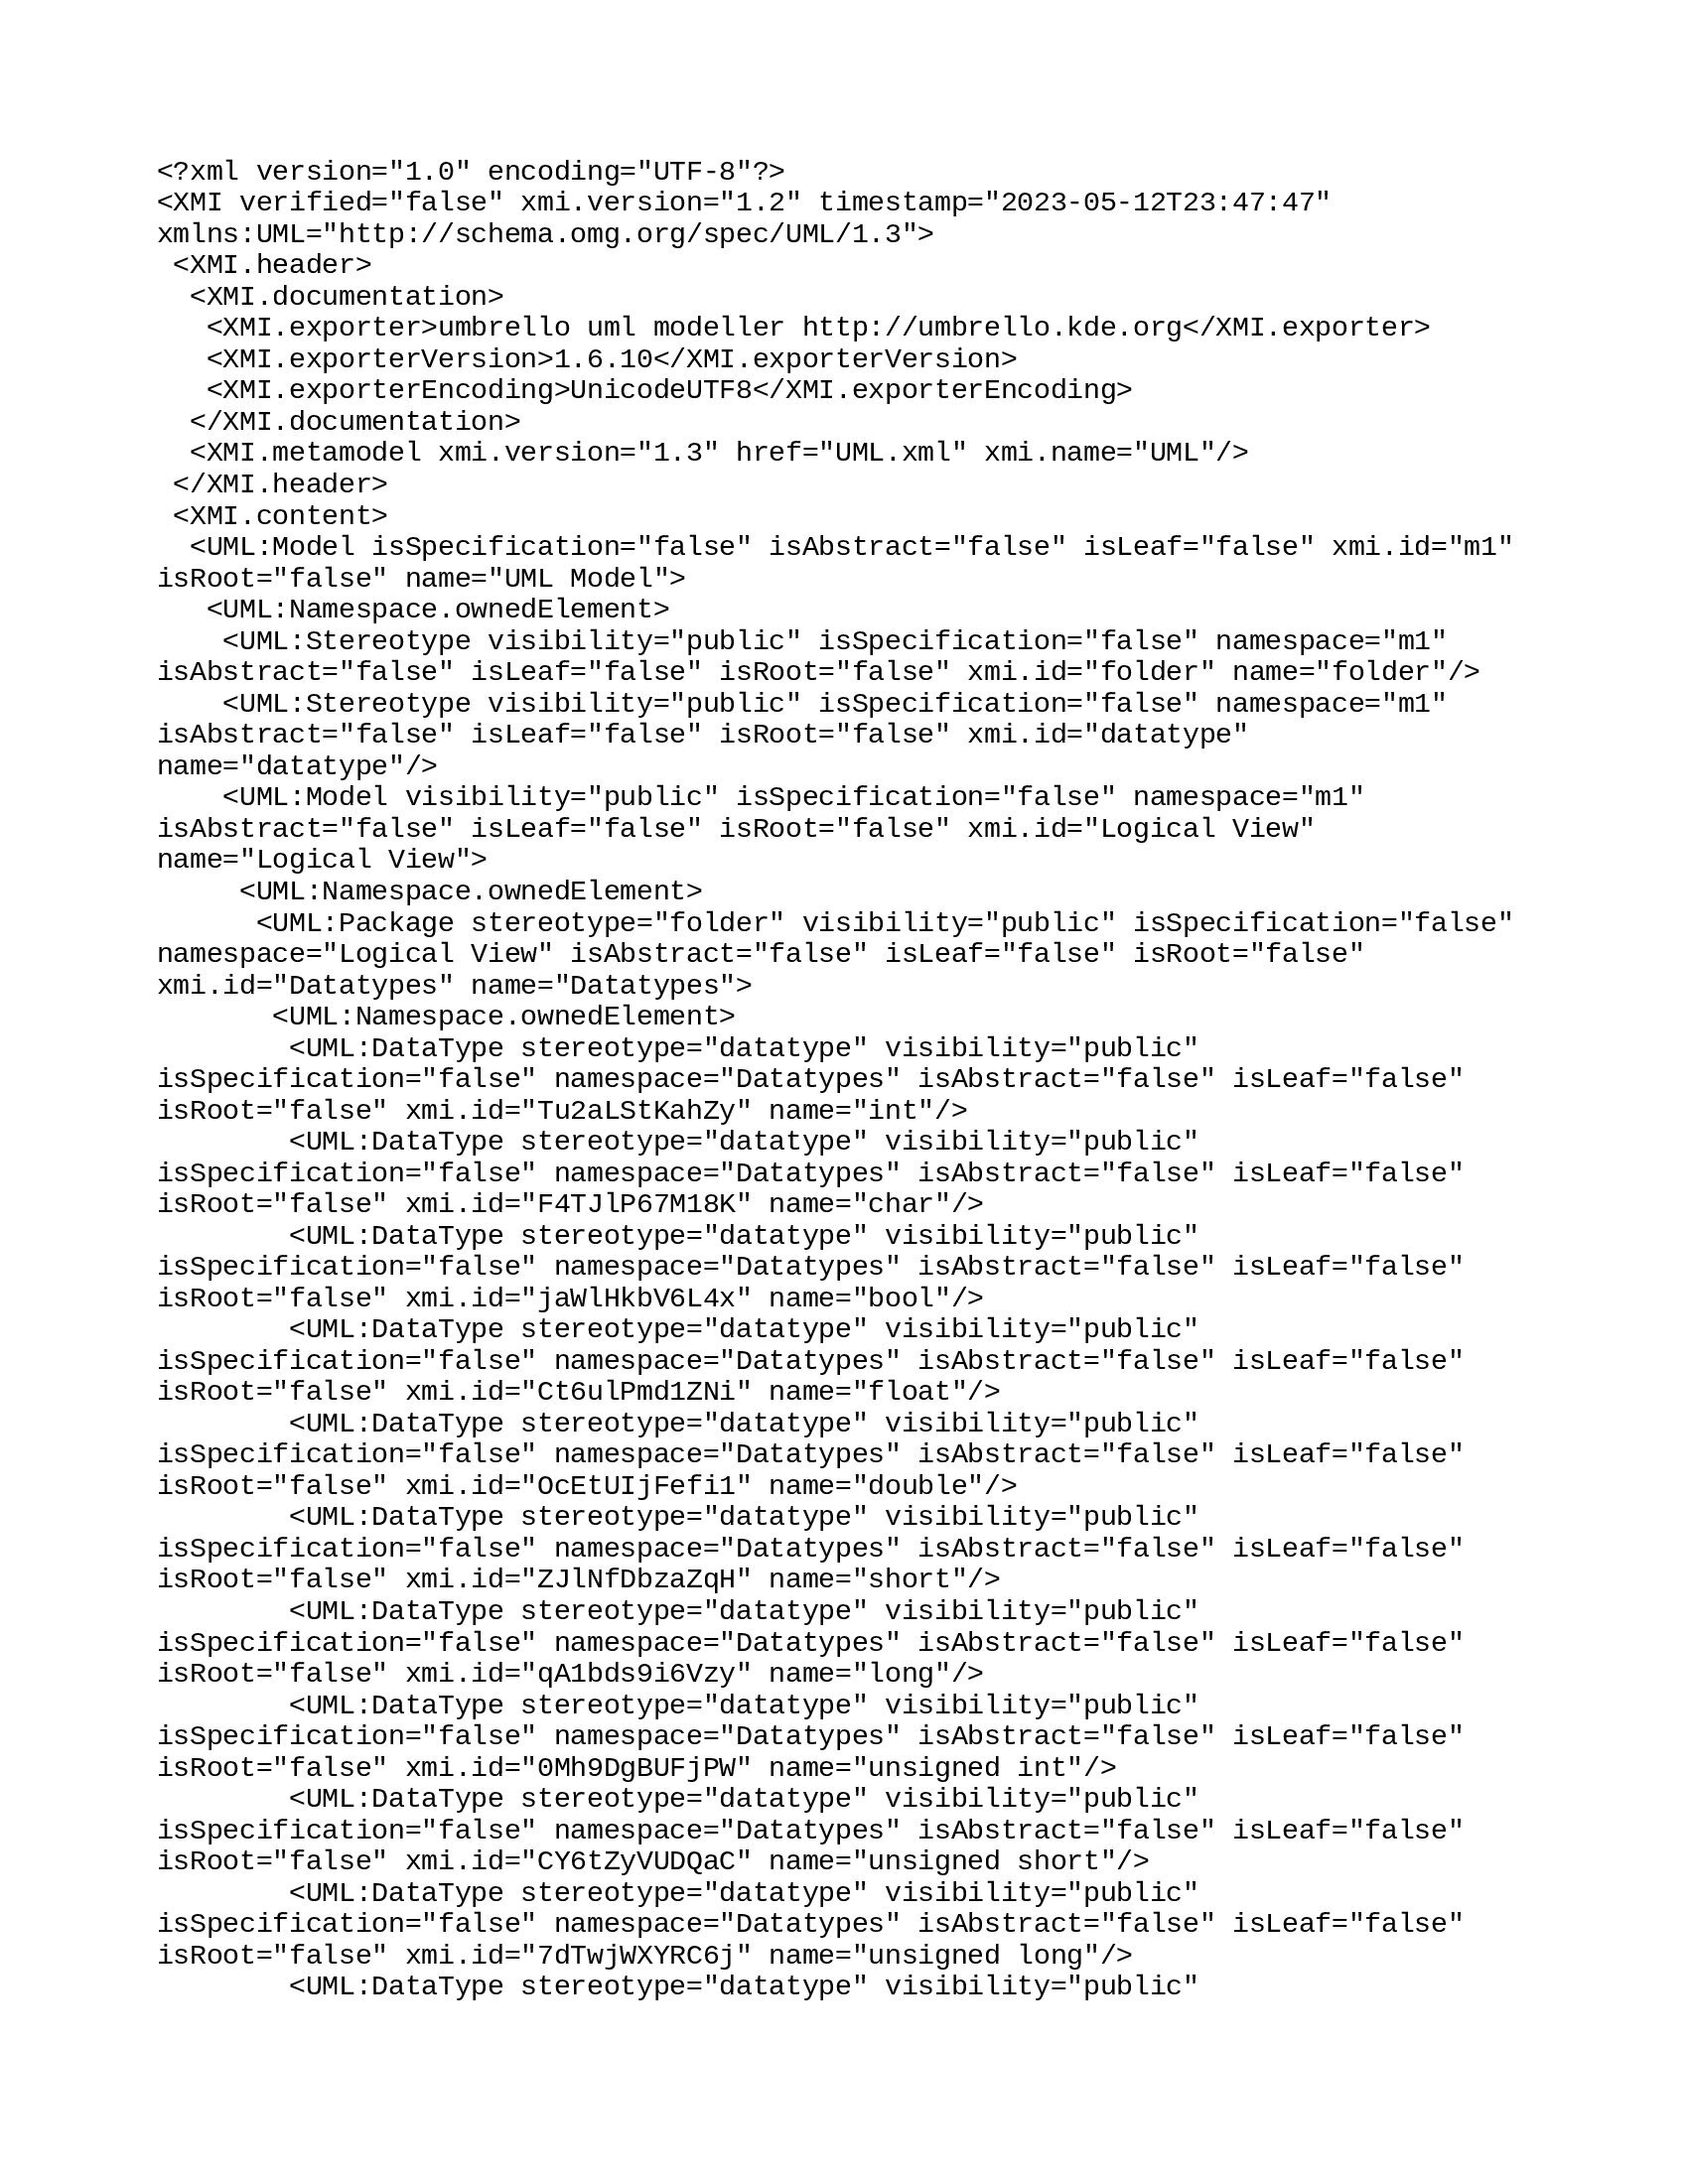 <?xml version="1.0" encoding="UTF-8"?>
<XMI verified="false" xmi.version="1.2" timestamp="2023-05-12T23:47:47"
xmlns:UML="http://schema.omg.org/spec/UML/1.3">
 <XMI.header>
  <XMI.documentation>
   <XMI.exporter>umbrello uml modeller http://umbrello.kde.org</XMI.exporter>
   <XMI.exporterVersion>1.6.10</XMI.exporterVersion>
   <XMI.exporterEncoding>UnicodeUTF8</XMI.exporterEncoding>
  </XMI.documentation>
  <XMI.metamodel xmi.version="1.3" href="UML.xml" xmi.name="UML"/>
 </XMI.header>
 <XMI.content>
  <UML:Model isSpecification="false" isAbstract="false" isLeaf="false" xmi.id="m1"
isRoot="false" name="UML Model">
   <UML:Namespace.ownedElement>
    <UML:Stereotype visibility="public" isSpecification="false" namespace="m1"
isAbstract="false" isLeaf="false" isRoot="false" xmi.id="folder" name="folder"/>
    <UML:Stereotype visibility="public" isSpecification="false" namespace="m1"
isAbstract="false" isLeaf="false" isRoot="false" xmi.id="datatype"
name="datatype"/>
    <UML:Model visibility="public" isSpecification="false" namespace="m1"
isAbstract="false" isLeaf="false" isRoot="false" xmi.id="Logical View"
name="Logical View">
     <UML:Namespace.ownedElement>
      <UML:Package stereotype="folder" visibility="public" isSpecification="false"
namespace="Logical View" isAbstract="false" isLeaf="false" isRoot="false"
xmi.id="Datatypes" name="Datatypes">
       <UML:Namespace.ownedElement>
        <UML:DataType stereotype="datatype" visibility="public"
isSpecification="false" namespace="Datatypes" isAbstract="false" isLeaf="false"
isRoot="false" xmi.id="Tu2aLStKahZy" name="int"/>
        <UML:DataType stereotype="datatype" visibility="public"
isSpecification="false" namespace="Datatypes" isAbstract="false" isLeaf="false"
isRoot="false" xmi.id="F4TJlP67M18K" name="char"/>
        <UML:DataType stereotype="datatype" visibility="public"
isSpecification="false" namespace="Datatypes" isAbstract="false" isLeaf="false"
isRoot="false" xmi.id="jaWlHkbV6L4x" name="bool"/>
        <UML:DataType stereotype="datatype" visibility="public"
isSpecification="false" namespace="Datatypes" isAbstract="false" isLeaf="false"
isRoot="false" xmi.id="Ct6ulPmd1ZNi" name="float"/>
        <UML:DataType stereotype="datatype" visibility="public"
isSpecification="false" namespace="Datatypes" isAbstract="false" isLeaf="false"
isRoot="false" xmi.id="OcEtUIjFefi1" name="double"/>
        <UML:DataType stereotype="datatype" visibility="public"
isSpecification="false" namespace="Datatypes" isAbstract="false" isLeaf="false"
isRoot="false" xmi.id="ZJlNfDbzaZqH" name="short"/>
        <UML:DataType stereotype="datatype" visibility="public"
isSpecification="false" namespace="Datatypes" isAbstract="false" isLeaf="false"
isRoot="false" xmi.id="qA1bds9i6Vzy" name="long"/>
        <UML:DataType stereotype="datatype" visibility="public"
isSpecification="false" namespace="Datatypes" isAbstract="false" isLeaf="false"
isRoot="false" xmi.id="0Mh9DgBUFjPW" name="unsigned int"/>
        <UML:DataType stereotype="datatype" visibility="public"
isSpecification="false" namespace="Datatypes" isAbstract="false" isLeaf="false"
isRoot="false" xmi.id="CY6tZyVUDQaC" name="unsigned short"/>
        <UML:DataType stereotype="datatype" visibility="public"
isSpecification="false" namespace="Datatypes" isAbstract="false" isLeaf="false"
isRoot="false" xmi.id="7dTwjWXYRC6j" name="unsigned long"/>
        <UML:DataType stereotype="datatype" visibility="public"